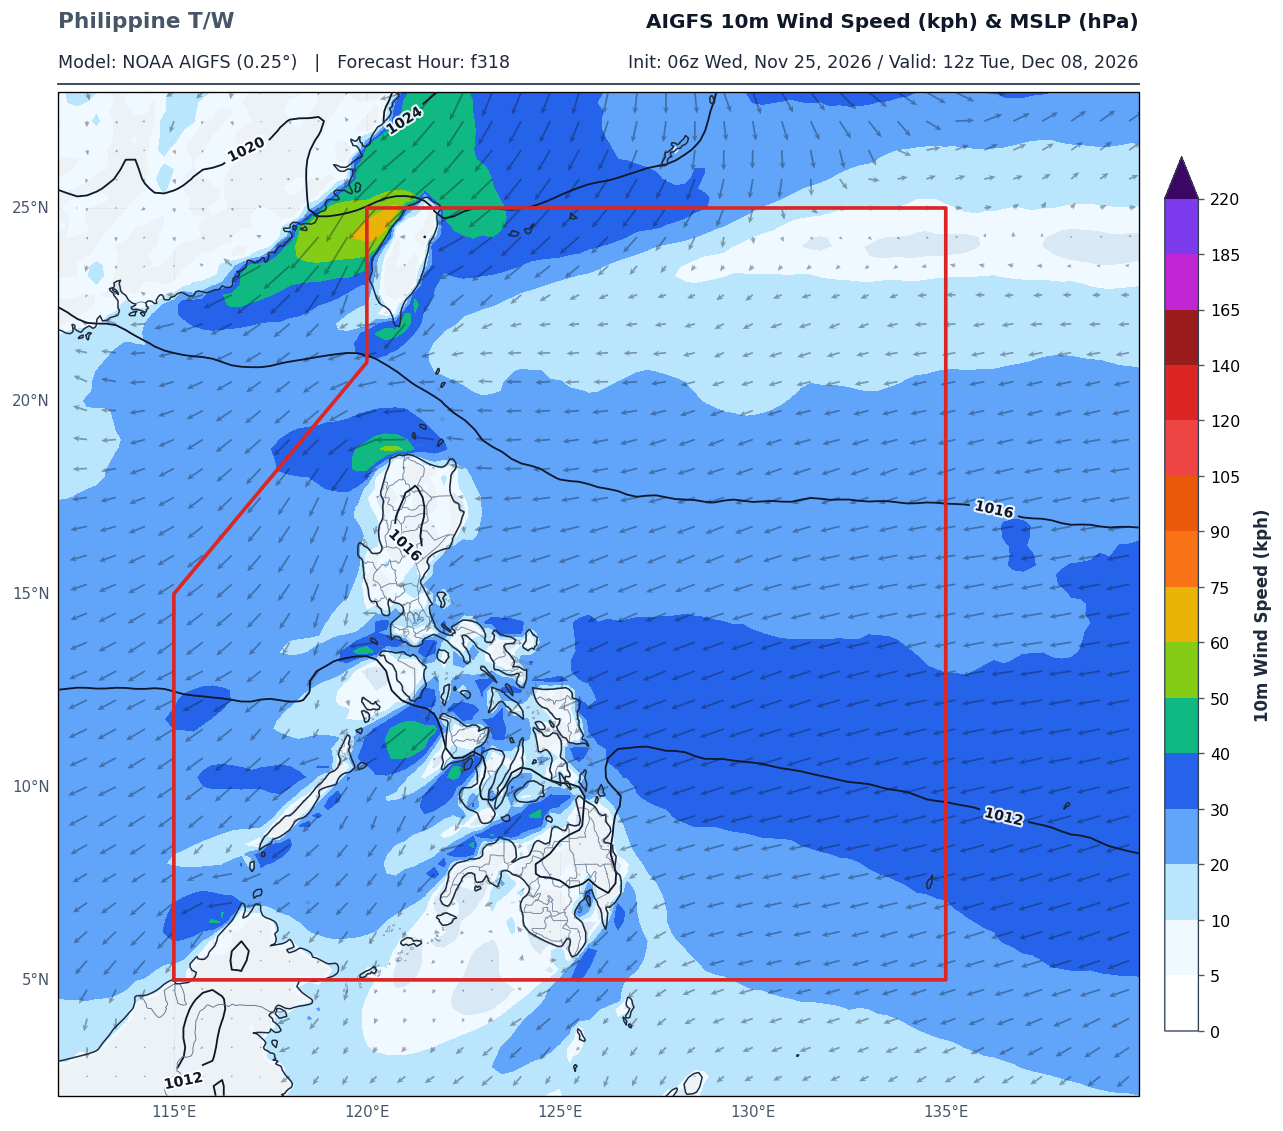 Philippine T/W
AIGFS 10m Wind Speed (kph) & MSLP (hPa)
Model: NOAA AIGFS (0.25°) | Forecast Hour: f318
Init: 06z Wed, Nov 25, 2026 / Valid: 12z Tue, Dec 08, 2026
1024
1020
1016
1016
1012
1012
25°N
20°N
15°N
10°N
5°N
115°E
120°E
125°E
130°E
135°E
220
185
165
140
120
105
90
75
60
50
40
30
20
10
5
0
10m Wind Speed (kph)